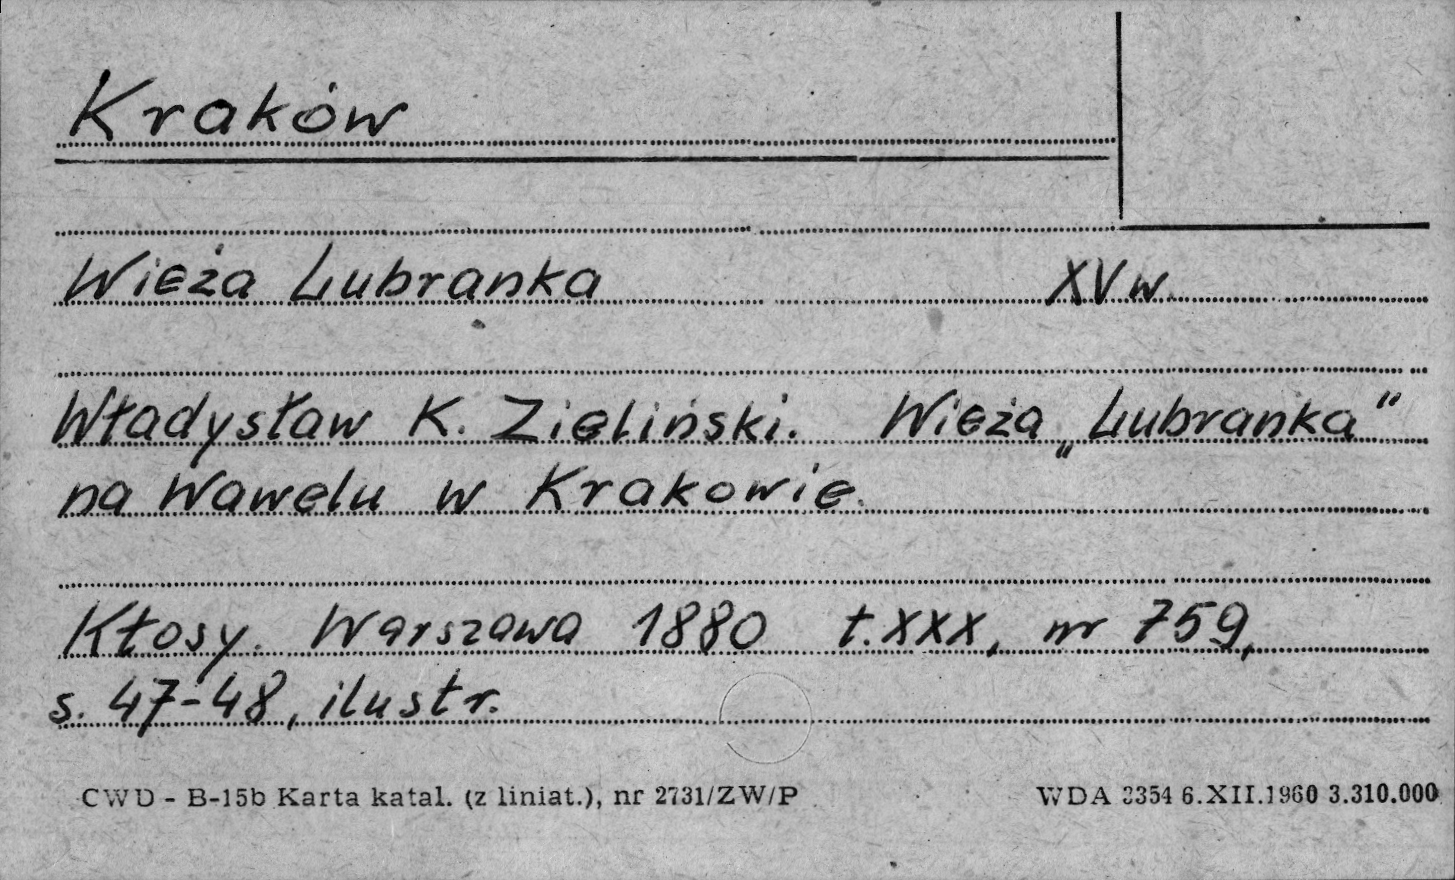 Kraków
Wieża Lubranka XV w.
Władysław K. Zieliński. Wieża „Lubranka"
na Wawelu w Krakowie.
Kłosy. Warszawa 1880 t. XXX, nr 759,
s. 47-48, ilustr.
CWD - B-15b Karta katal. (z liniat.), nr 2731/ZW/P WDA 3354 6.XII.1960 3.310.000